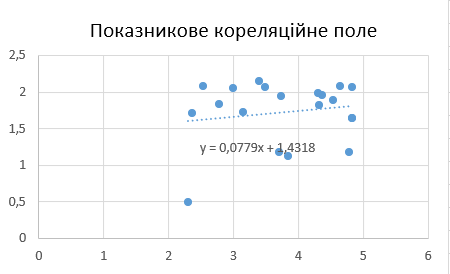 Показникове кореляційне поле
2,5
2
1,5
1
0,5
0
y = 0,0779x + 1,4318
0 1 2 3 4 5 6